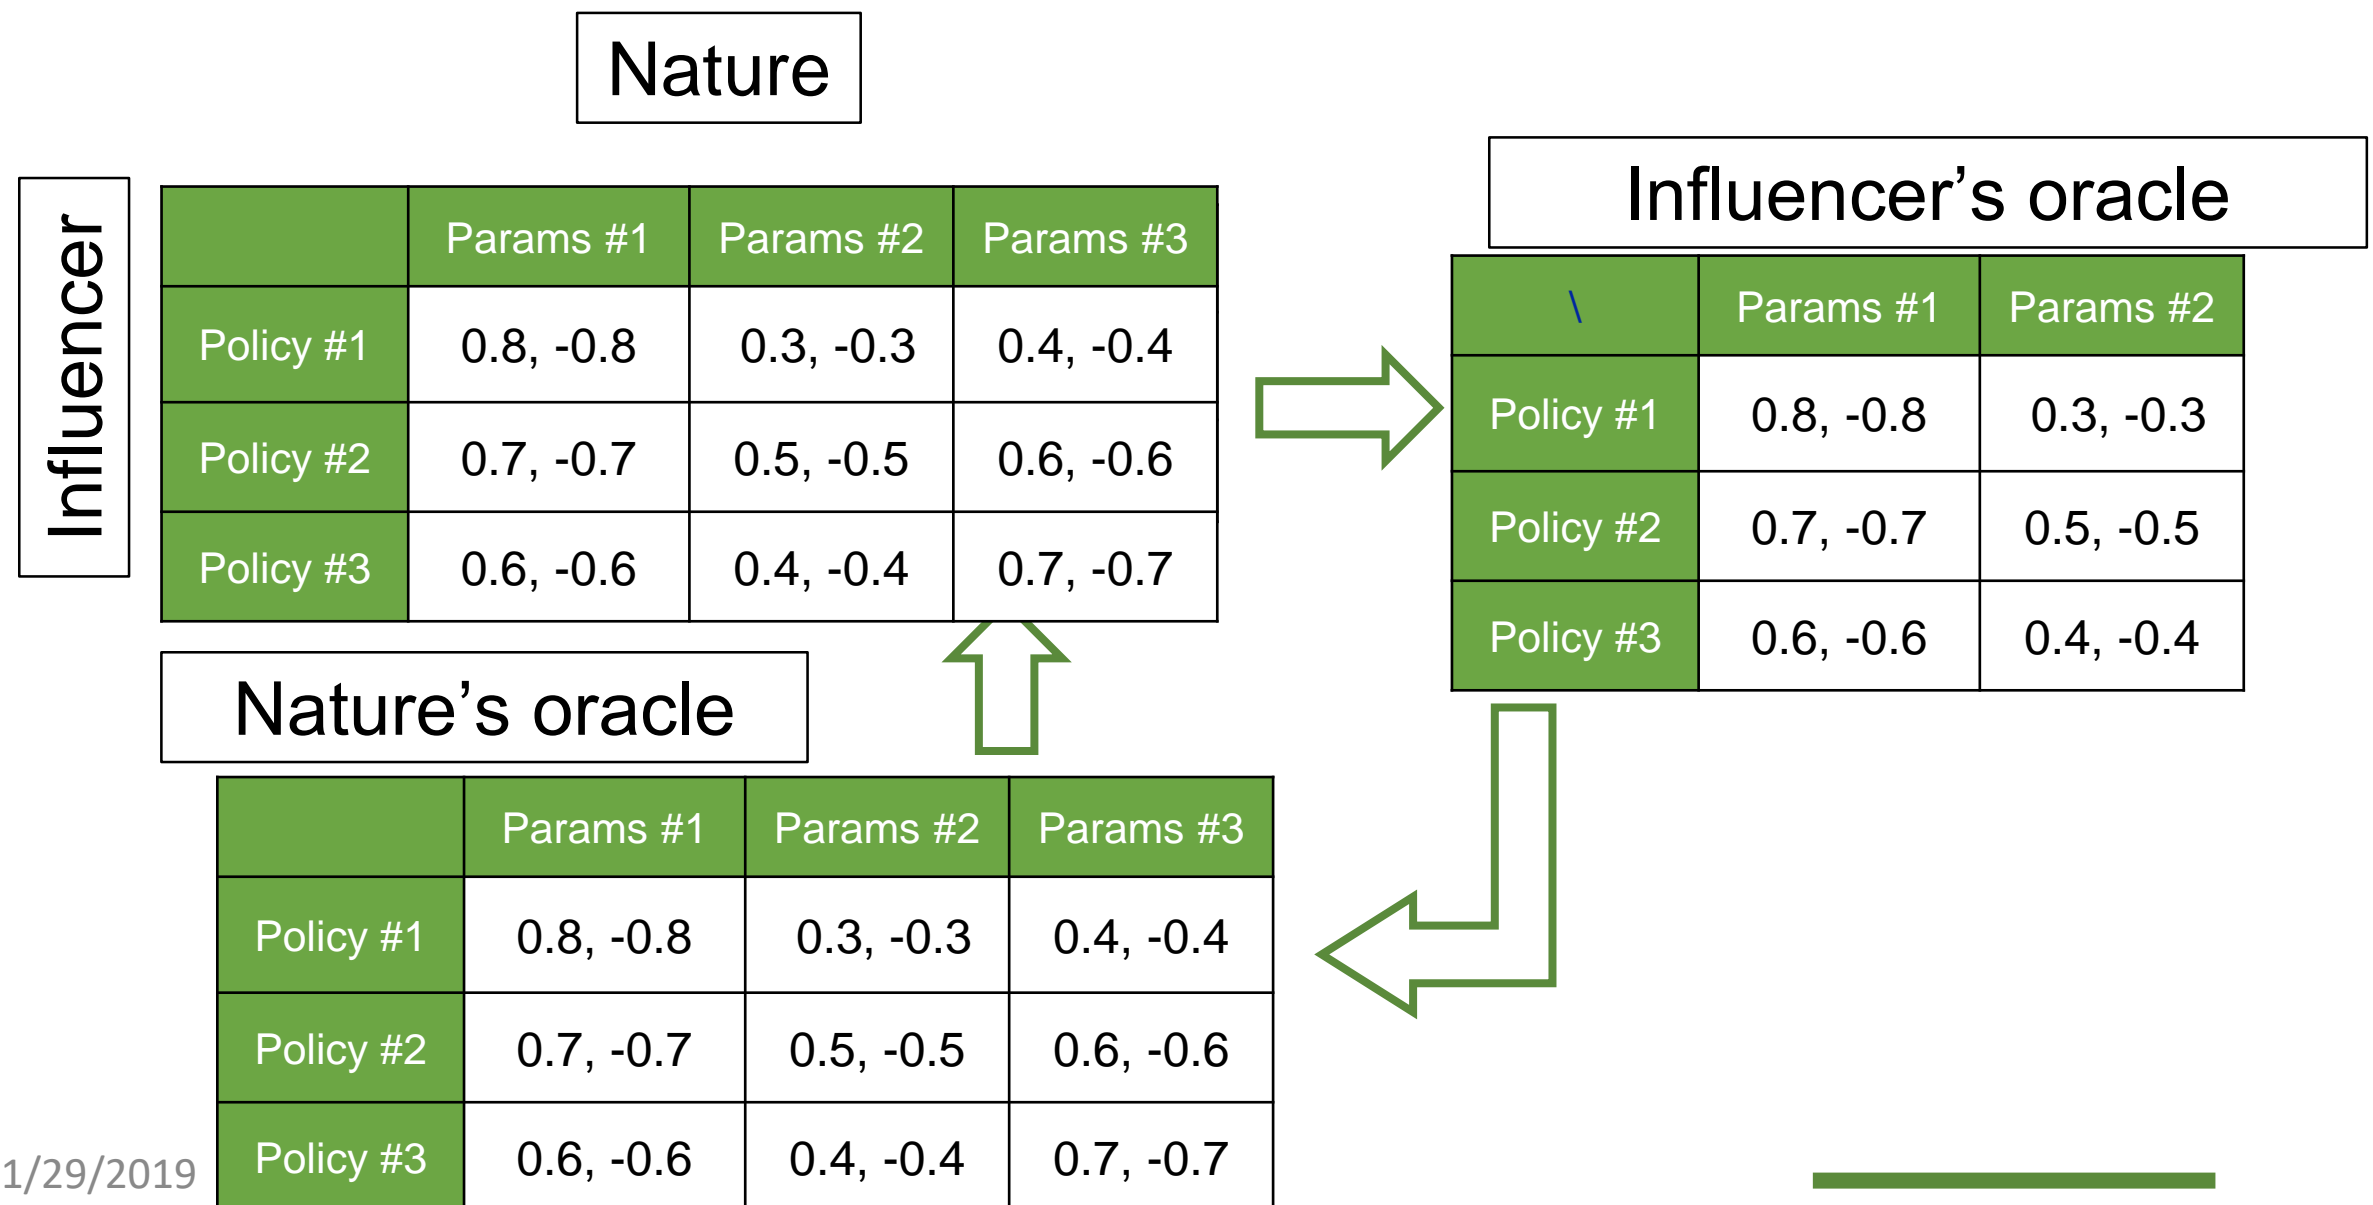 Nature
Influencer
Params #1 Params #2 Params #3
Policy #1 0.8, -0.8 0.3, -0.3 0.4, -0.4
Policy #2 0.7, -0.7 0.5, -0.5 0.6, -0.6
Policy #3 0.6, -0.6 0.4, -0.4 0.7, -0.7
Influencer’s oracle
\ Params #1 Params #2
Policy #1 0.8, -0.8 0.3, -0.3
Policy #2 0.7, -0.7 0.5, -0.5
Policy #3 0.6, -0.6 0.4, -0.4
Nature’s oracle
Params #1 Params #2 Params #3
Policy #1 0.8, -0.8 0.3, -0.3 0.4, -0.4
Policy #2 0.7, -0.7 0.5, -0.5 0.6, -0.6
Policy #3 0.6, -0.6 0.4, -0.4 0.7, -0.7
1/29/2019